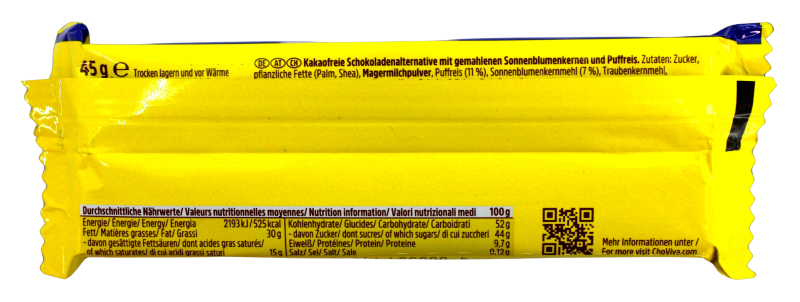 45 g ℮ Trocken lagern und vor Wärme
DE AT CH Kakaofreie Schokoladenalternative mit gemahlenen Sonnenblumenkernen und Puffreis. Zutaten: Zucker,
pflanzliche Fette (Palm, Shea), Magermilchpulver, Puffreis (11 %), Sonnenblumenkernmehl (7 %), Traubenkernmehl,
Durchschnittliche Nährwerte/ Valeurs nutritionnelles moyennes/ Nutrition information/ Valori nutrizionali medi 100 g
Energie/ Énergie/ Energy/ Energia 2193 kJ / 525 kcal
Fett/ Matières grasses/ Fat/ Grassi 30 g
- davon gesättigte Fettsäuren/ dont acides gras saturés/
of which saturates/ di cui acidi grassi saturi 15 g
Kohlenhydrate/ Glucides/ Carbohydrate/ Carboidrati 52 g
- davon Zucker/ dont sucres/ of which sugars/ di cui zuccheri 44 g
Eiweiß/ Protéines/ Protein/ Proteine 9,7 g
Salz/ Sel/ Salt/ Sale 0,12 g
Mehr Informationen unter /
For more visit ChoViva.com